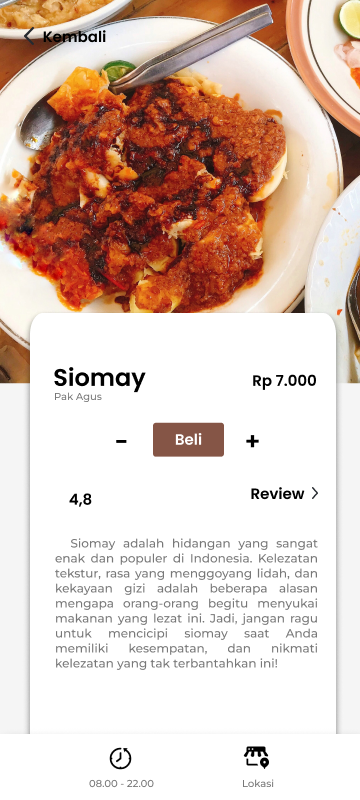 Kembali
Siomay
Rp 7.000
Pak Agus
- Beli +
4,8
Review
Siomay adalah hidangan yang sangat
enak dan populer di Indonesia. Kelezatan
tekstur, rasa yang menggoyang lidah, dan
kekayaan gizi adalah beberapa alasan
mengapa orang-orang begitu menyukai
makanan yang lezat ini. Jadi, jangan ragu
untuk mencicipi siomay saat Anda
memiliki kesempatan, dan nikmati
kelezatan yang tak terbantahkan ini!
08.00 - 22.00
Lokasi